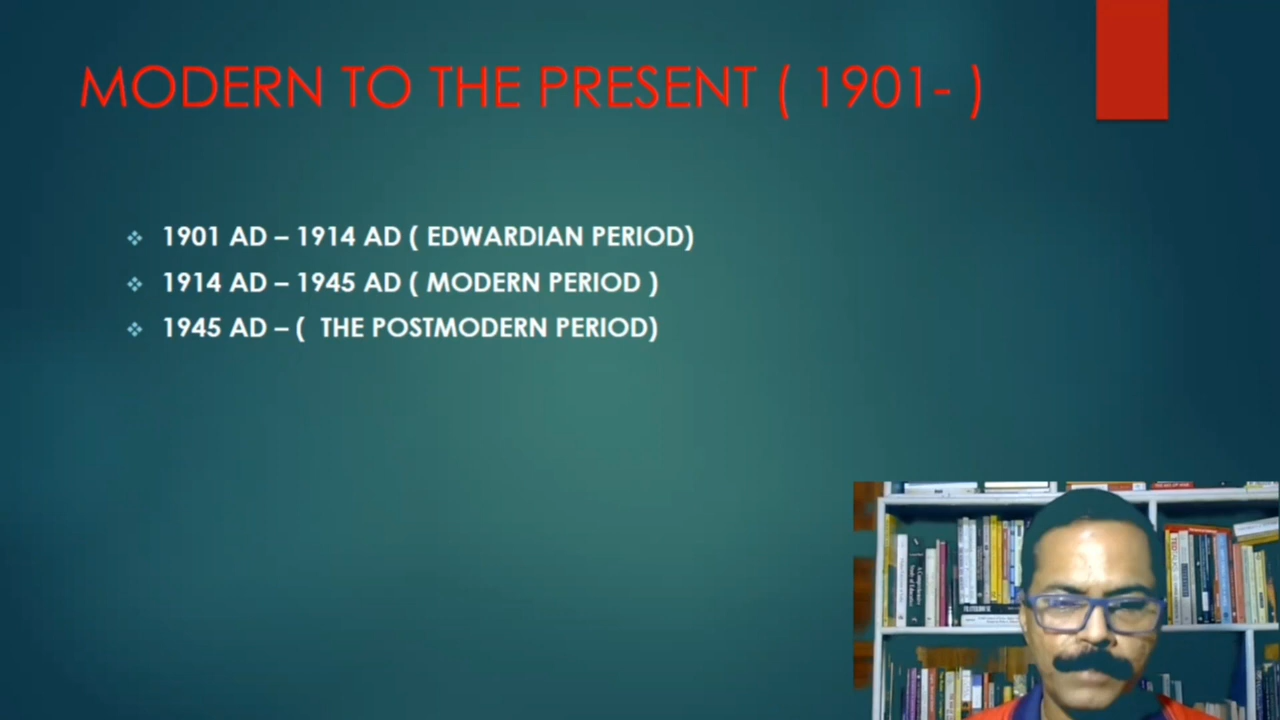 MODERN TO THE PRESENT ( 1901- )
1901 AD – 1914 AD ( EDWARDIAN PERIOD)
1914 AD – 1945 AD ( MODERN PERIOD )
1945 AD – (  THE POSTMODERN PERIOD)